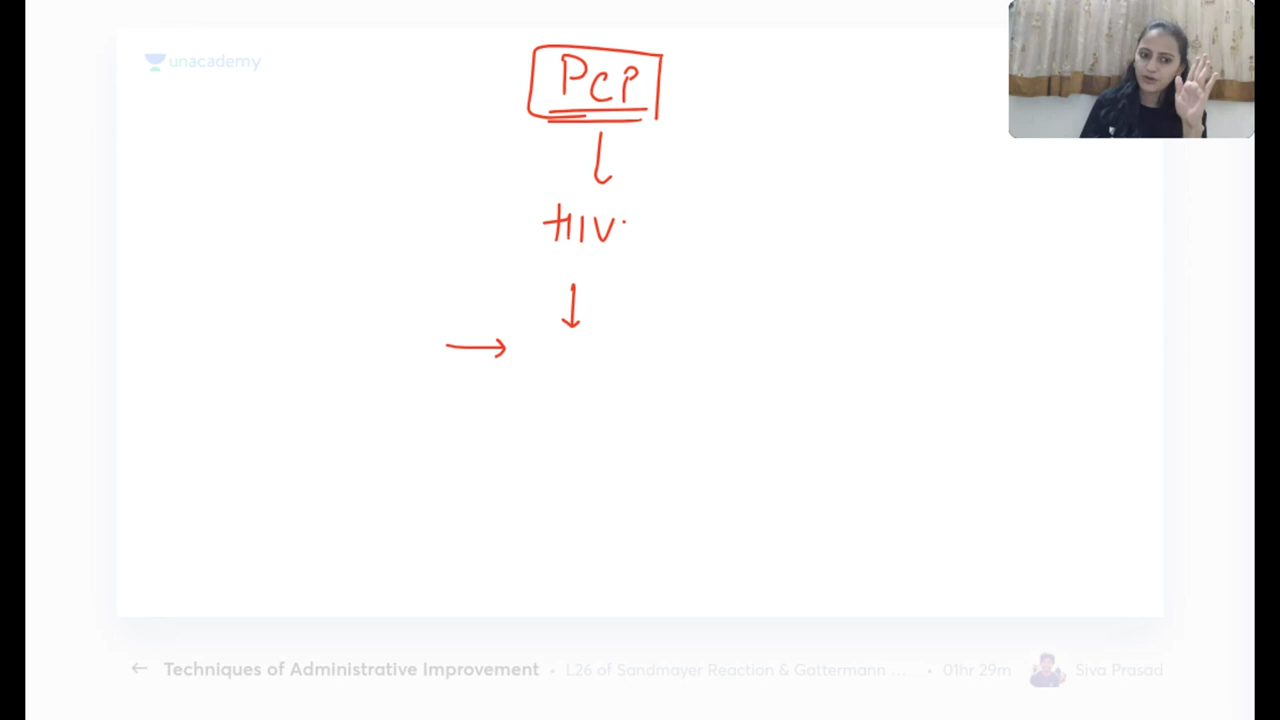 unacademy
PCP
HIV.
Techniques of Administrative Improvement • L26 of Sandmayer Reaction & Gattermann ... • 01hr 29m Siva Prasad